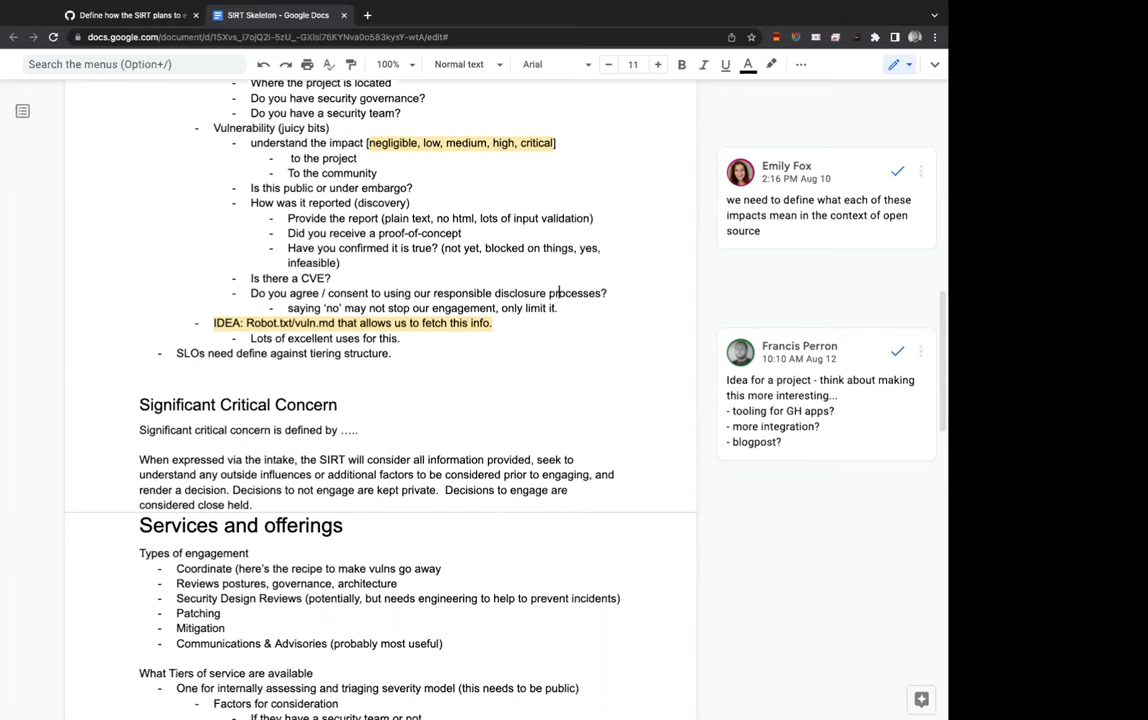 Define how the SIRT plans to e
SIRT Skeleton - Google Docs
docs.google.com/document/d/1SXvs_i7ojQ2i-5zU_-GXlsi76KYNva0o583kysY-wtA/edit#
Search the menus (Option+/)
100%
Normal text
Arial
11
Where the project is located
- Do you have security governance?
- Do you have a security team?
- Vulnerability (juicy bits)
- understand the impact [negligible, low, medium, high, critical]
- to the project
- To the community
- Is this public or under embargo?
- How was it reported (discovery)
- Provide the report (plain text, no html, lots of input validation)
- Did you receive a proof-of-concept
- Have you confirmed it is true? (not yet, blocked on things, yes,
infeasible)
- Is there a CVE?
- Do you agree / consent to using our responsible disclosure processes?
- saying ‘no’ may not stop our engagement, only limit it.
- IDEA: Robot.txt/vuln.md that allows us to fetch this info.
- Lots of excellent uses for this.
- SLOs need define against tiering structure.
Significant Critical Concern
Significant critical concern is defined by …..
When expressed via the intake, the SIRT will consider all information provided, seek to
understand any outside influences or additional factors to be considered prior to engaging, and
render a decision. Decisions to not engage are kept private.  Decisions to engage are
considered close held.
Services and offerings
Types of engagement
- Coordinate (here’s the recipe to make vulns go away
- Reviews postures, governance, architecture
- Security Design Reviews (potentially, but needs engineering to help to prevent incidents)
- Patching
- Mitigation
- Communications & Advisories (probably most useful)
What Tiers of service are available
- One for internally assessing and triaging severity model (this needs to be public)
- Factors for consideration
- If they have a security team or not
Emily Fox
2:16 PM Aug 10
we need to define what each of these
impacts mean in the context of open
source
Francis Perron
10:10 AM Aug 12
Idea for a project - think about making
this more interesting...
- tooling for GH apps?
- more integration?
- blogpost?